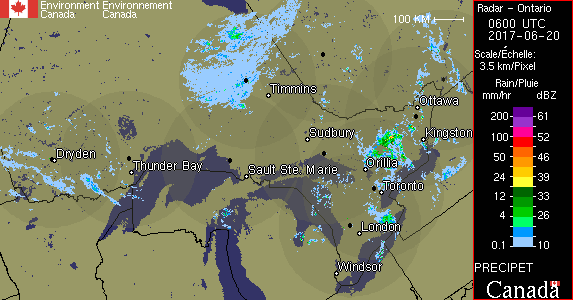 Environment Environnement
Canada Canada
100 KM
Timmins
Ottawa
Sudbury
Kingston
Dryden
Thunder Bay
Sault Ste. Marie
Orillia
Toronto
London
Windsor
Radar - Ontario
0600 UTC
2017-06-20
Scale/Échelle:
3.5 km/Pixel
Rain/Pluie
mm/hr dBZ
200 61
100 52
50 46
24 39
12 33
4 26
0.1 10
PRECIPET
Canada